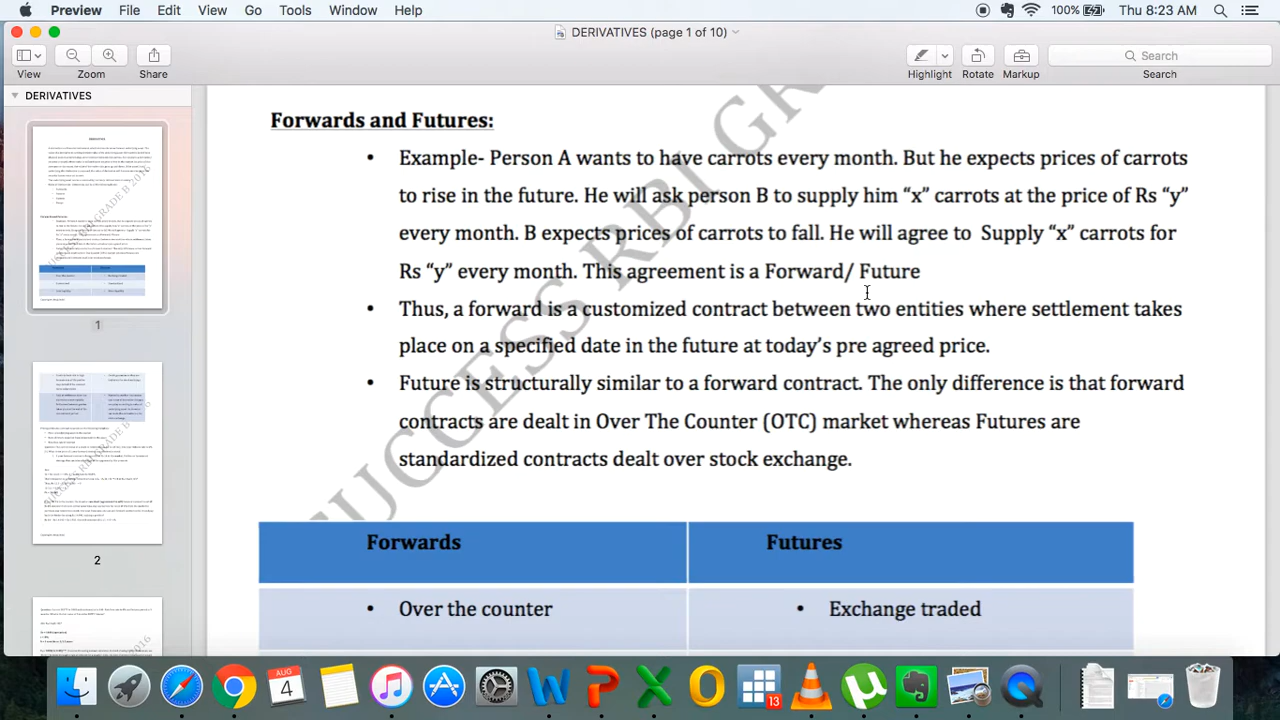 Preview File Edit View Go Tools Window Help 100% Thu 8:23 AM
DERIVATIVES (page 1 of 10)
View Zoom Share Highlight Rotate Markup Search
Search
DERIVATIVES
1
2
Forwards and Futures:
• Example- Person A wants to have carrots every month. But he expects prices of carrots
to rise in the future. He will ask person B to supply him “x” carrots at the price of Rs “y”
every month. B expects prices of carrots to fall. He will agree to Supply “x” carrots for
Rs “y” every month. This agreement is a Forward/ Future
• Thus, a forward is a customized contract between two entities where settlement takes
place on a specified date in the future at today’s pre agreed price.
• Future is structurally similar to a forward contract. The only difference is that forward
contracts are dealt in Over The Counter (OTC) market whereas Futures are
standardized contracts dealt over stock exchange.
Forwards Futures
• Over the counter • Exchange traded
SUCCESS RBI GR
AUG
4
13